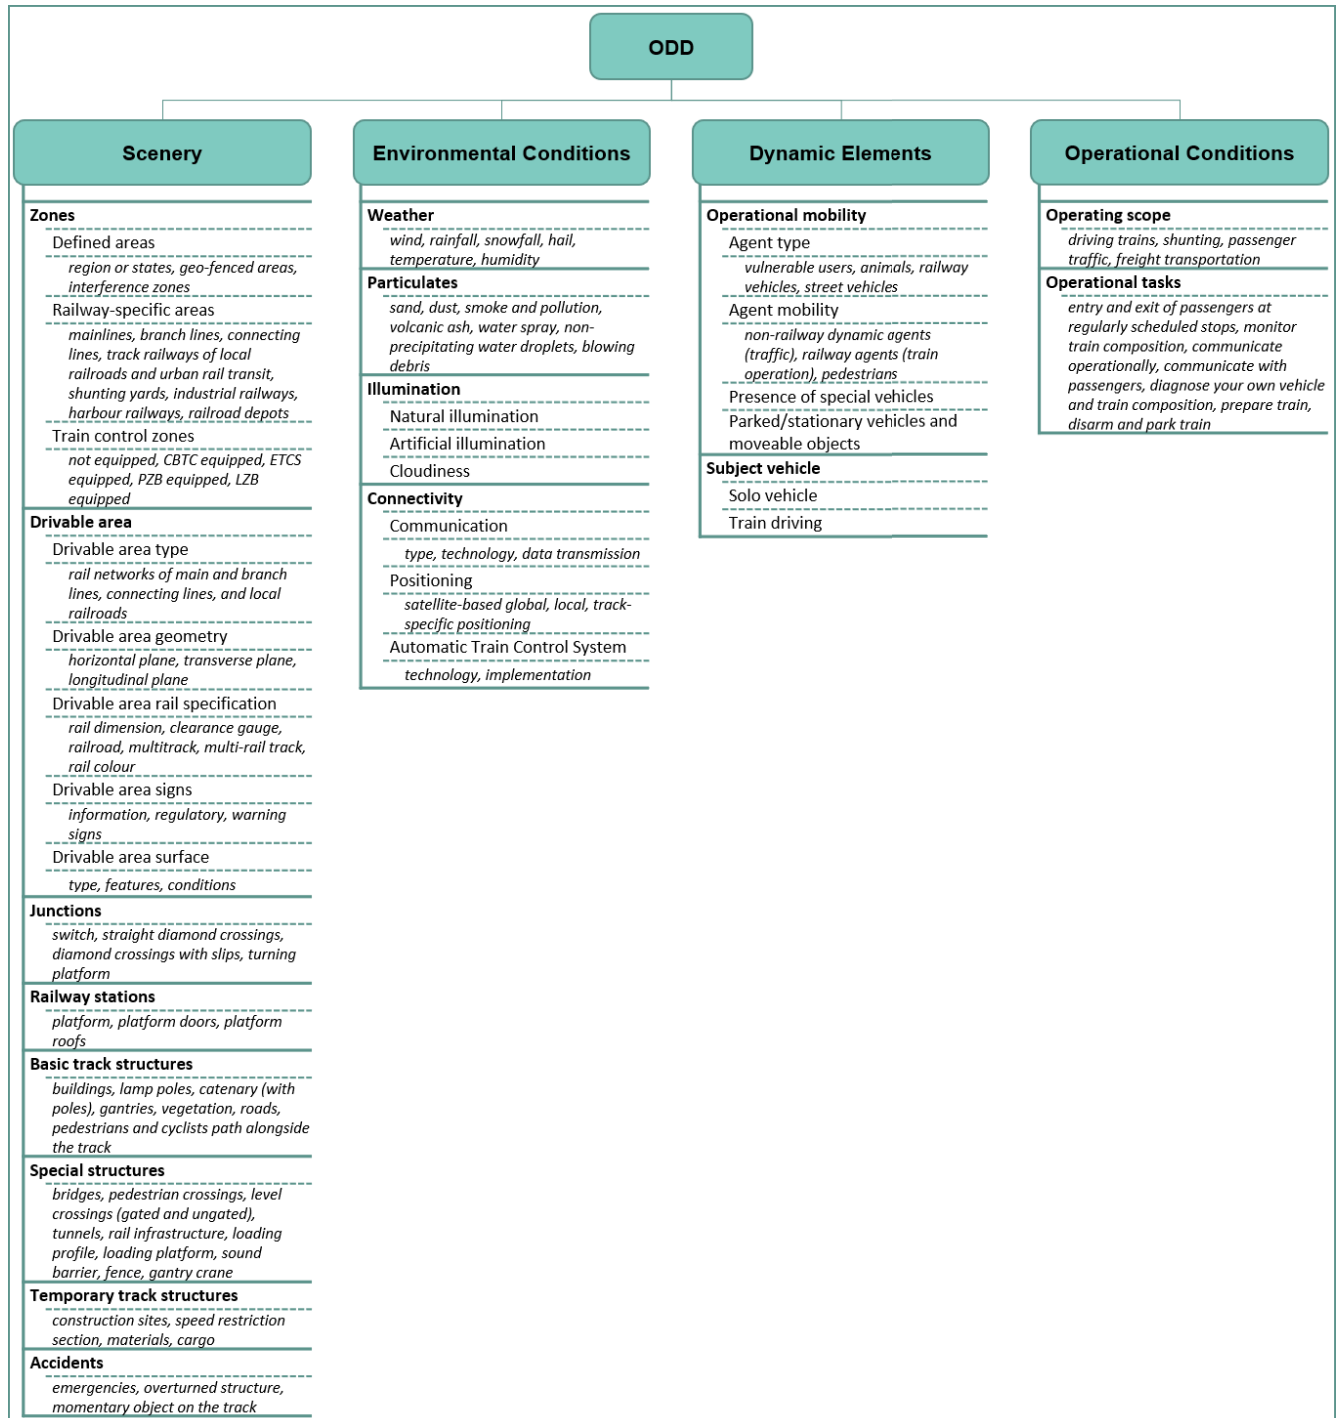 ODD
Scenery
Zones
Defined areas
region or states, geo-fenced areas,
interference zones
Railway-specific areas
mainlines, branch lines, connecting
lines, track railways of local
railroads and urban rail transit,
shunting yards, industrial railways,
harbour railways, railroad depots
Train control zones
not equipped, CBTC equipped, ETCS
equipped, PZB equipped, LZB
equipped
Drivable area
Drivable area type
rail networks of main and branch
lines, connecting lines, and local
railroads
Drivable area geometry
horizontal plane, transverse plane,
longitudinal plane
Drivable area rail specification
rail dimension, clearance gauge,
railroad, multitrack, multi-rail track,
rail colour
Drivable area signs
information, regulatory, warning
signs
Drivable area surface
type, features, conditions
Junctions
switch, straight diamond crossings,
diamond crossings with slips, turning
platform
Railway stations
platform, platform doors, platform
roofs
Basic track structures
buildings, lamp poles, catenary (with
poles), gantries, vegetation, roads,
pedestrians and cyclists path alongside
the track
Special structures
bridges, pedestrian crossings, level
crossings (gated and ungated),
tunnels, rail infrastructure, loading
profile, loading platform, sound
barrier, fence, gantry crane
Temporary track structures
construction sites, speed restriction
section, materials, cargo
Accidents
emergencies, overturned structure,
momentary object on the track
Environmental Conditions
Weather
wind, rainfall, snowfall, hail,
temperature, humidity
Particulates
sand, dust, smoke and pollution,
volcanic ash, water spray, non-
precipitating water droplets, blowing
debris
Illumination
Natural illumination
Artificial illumination
Cloudiness
Connectivity
Communication
type, technology, data transmission
Positioning
satellite-based global, local, track-
specific positioning
Automatic Train Control System
technology, implementation
Dynamic Elements
Operational mobility
Agent type
vulnerable users, animals, railway
vehicles, street vehicles
Agent mobility
non-railway dynamic agents
(traffic), railway agents (train
operation), pedestrians
Presence of special vehicles
Parked/stationary vehicles and
moveable objects
Subject vehicle
Solo vehicle
Train driving
Operational Conditions
Operating scope
driving trains, shunting, passenger
traffic, freight transportation
Operational tasks
entry and exit of passengers at
regularly scheduled stops, monitor
train composition, communicate
operationally, communicate with
passengers, diagnose your own vehicle
and train composition, prepare train,
disarm and park train